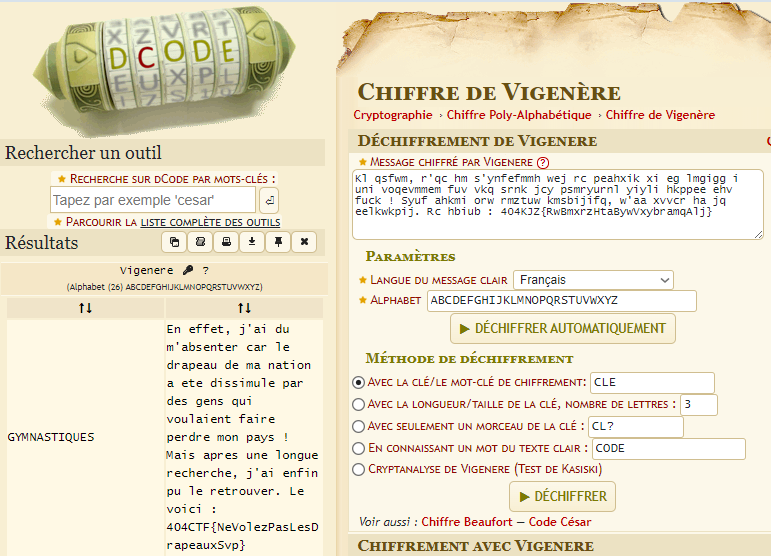 DCODE
Rechercher un outil
★ Recherche sur dCode par mots-clés :
Tapez par exemple 'cesar'
★ Parcourir la liste complète des outils
Résultats
Vigenere ?
(Alphabet (26) ABCDEFGHIJKLMNOPQRSTUVWXYZ)
↑↓ ↑↓
GYMNASTIQUES
En effet, j'ai du
m'absenter car le
drapeau de ma nation
a ete dissimule par
des gens qui
voulaient faire
perdre mon pays !
Mais apres une longue
recherche, j'ai enfin
pu le retrouver. Le
voici :
404CTF{NeVolezPasLesD
rapeauxSvp}
Chiffre de Vigenère
Cryptographie › Chiffre Poly-Alphabétique › Chiffre de Vigenère
Déchiffrement de Vigenere
★ Message chiffré par Vigenere ?
Kl qsfwm, r'qc hm s'ynfefmmh wej rc peahxik xi eg lmgigg i
uni voqevmmem fuv vkq srnk jcy psmryurnl yiyli hkppee ehv
fuck ! Syuf ahkmi orw rmztuw kmsbijifq, w'aa xvvcr ha jq
eelkwkpij. Rc hbiub : 404KJZ{RwBmxrzHtaBywVxybramqAlj}
Paramètres
★ Langue du message clair Français
★ Alphabet ABCDEFGHIJKLMNOPQRSTUVWXYZ
▶ DÉCHIFFRER AUTOMATIQUEMENT
Méthode de déchiffrement
Avec la clé/le mot-clé de chiffrement: CLE
Avec la longueur/taille de la clé, nombre de lettres : 3
Avec seulement un morceau de la clé : CL?
En connaissant un mot du texte clair : CODE
Cryptanalyse de Vigenere (Test de Kasiski)
▶ DÉCHIFFRER
Voir aussi : Chiffre Beaufort — Code César
Chiffrement avec Vigenere